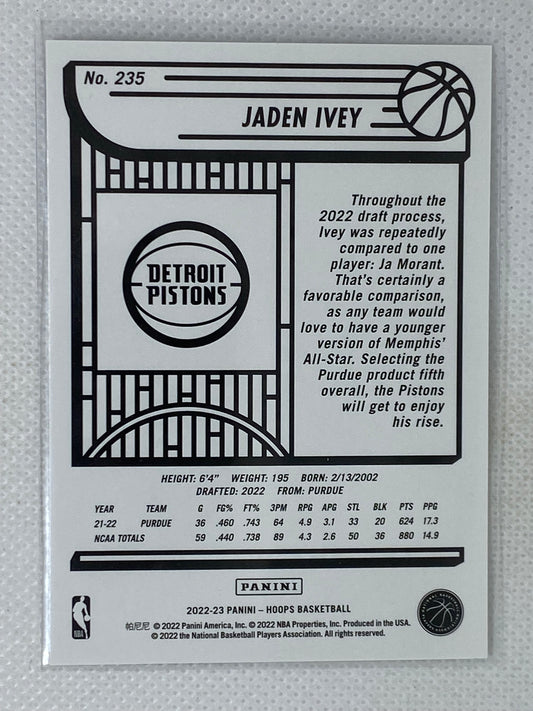 No. 235
JADEN IVEY
DETROIT
PISTONS
Throughout the
2022 draft process,
Ivey was repeatedly
compared to one
player: Ja Morant.
That's certainly a
favorable comparison,
as any team would
love to have a younger
version of Memphis'
All-Star. Selecting the
Purdue product fifth
overall, the Pistons
will get to enjoy
his rise.
HEIGHT: 6'4" WEIGHT: 195 BORN: 2/13/2002
DRAFTED: 2022 FROM: PURDUE
YEAR TEAM G FG% FT% 3PM RPG APG STL BLK PTS PPG
21-22 PURDUE 36 .460 .743 64 4.9 3.1 33 20 624 17.3
NCAA TOTALS 59 .440 .738 89 4.3 2.6 50 36 880 14.9
PANINI
2022-23 PANINI – HOOPS BASKETBALL
帕尼尼 © 2022 Panini America, Inc. © 2022 NBA Properties, Inc. Produced in the USA.
© 2022 the National Basketball Players Association. All rights reserved.
NBA